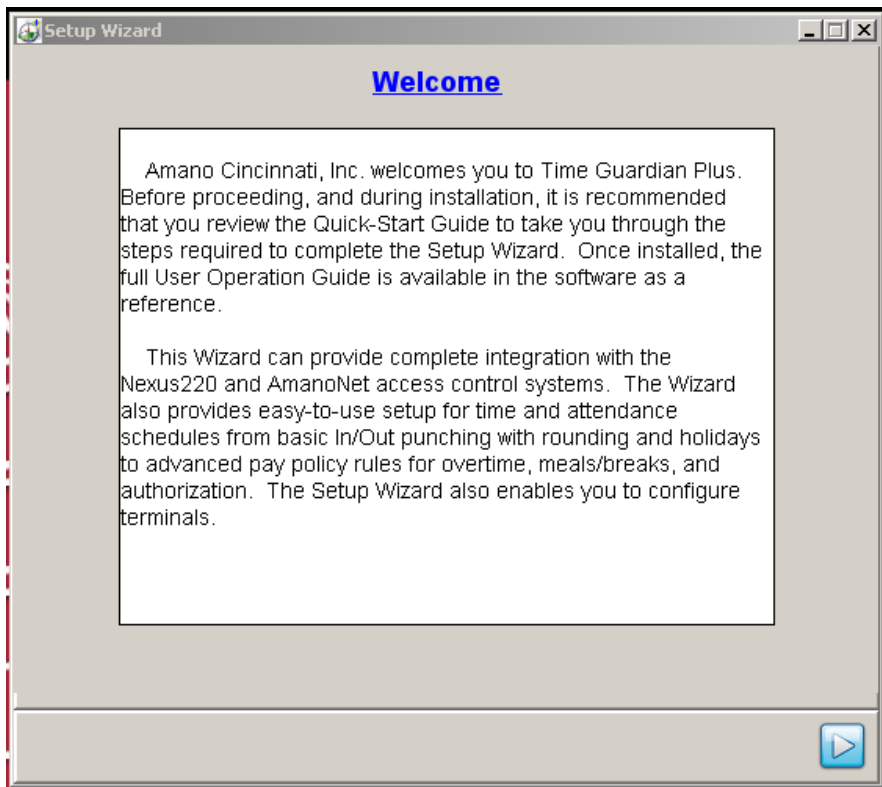 Setup Wizard
Welcome
Amano Cincinnati, Inc. welcomes you to Time Guardian Plus.
Before proceeding, and during installation, it is recommended
that you review the Quick-Start Guide to take you through the
steps required to complete the Setup Wizard.  Once installed, the
full User Operation Guide is available in the software as a
reference.
This Wizard can provide complete integration with the
Nexus220 and AmanoNet access control systems.  The Wizard
also provides easy-to-use setup for time and attendance
schedules from basic In/Out punching with rounding and holidays
to advanced pay policy rules for overtime, meals/breaks, and
authorization.  The Setup Wizard also enables you to configure
terminals.